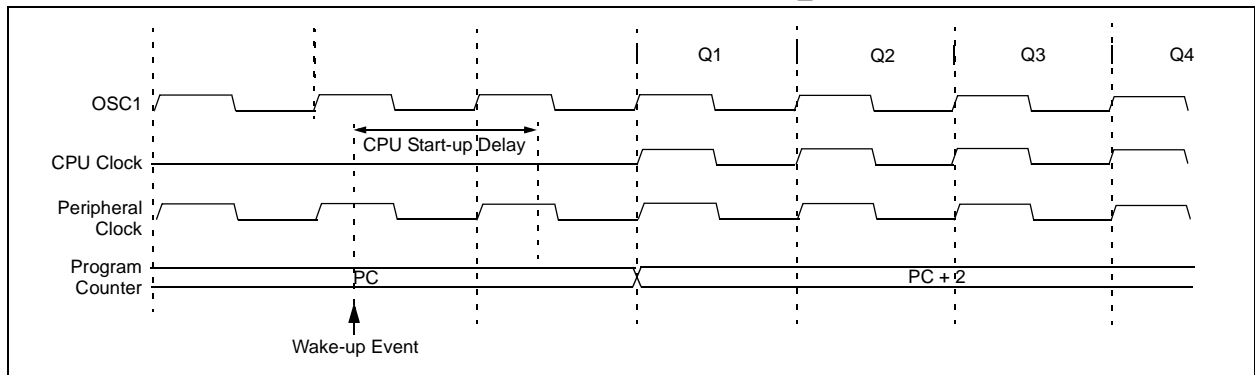 Q1 Q2 Q3 Q4
OSC1
CPU Start-up Delay
CPU Clock
Peripheral
Clock
Program
Counter
PC PC + 2
Wake-up Event